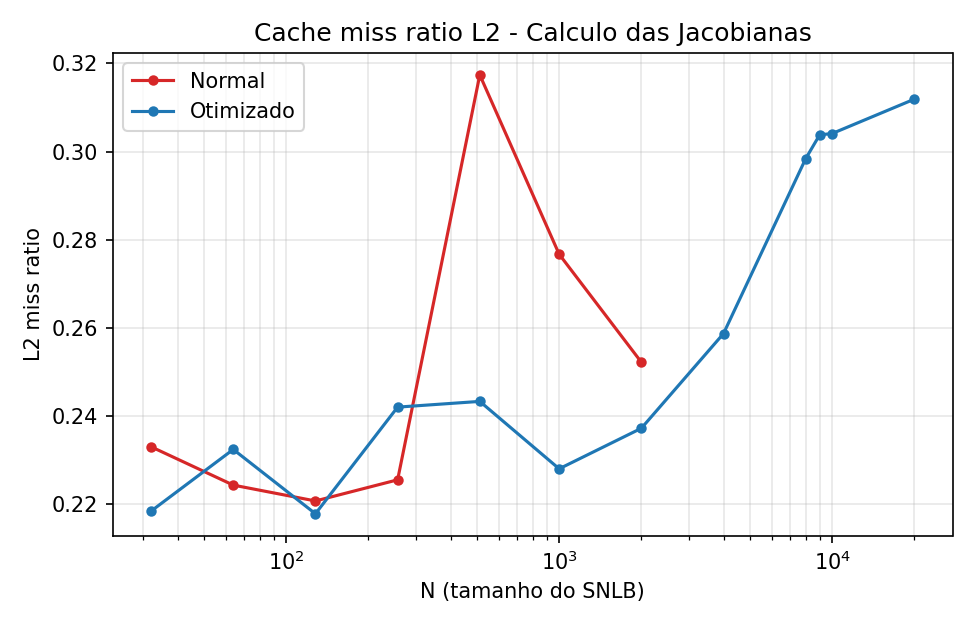 Cache miss ratio L2 - Calculo das Jacobianas
Normal
Otimizado
L2 miss ratio
0.32
0.30
0.28
0.26
0.24
0.22
10²
10³
10⁴
N (tamanho do SNLB)